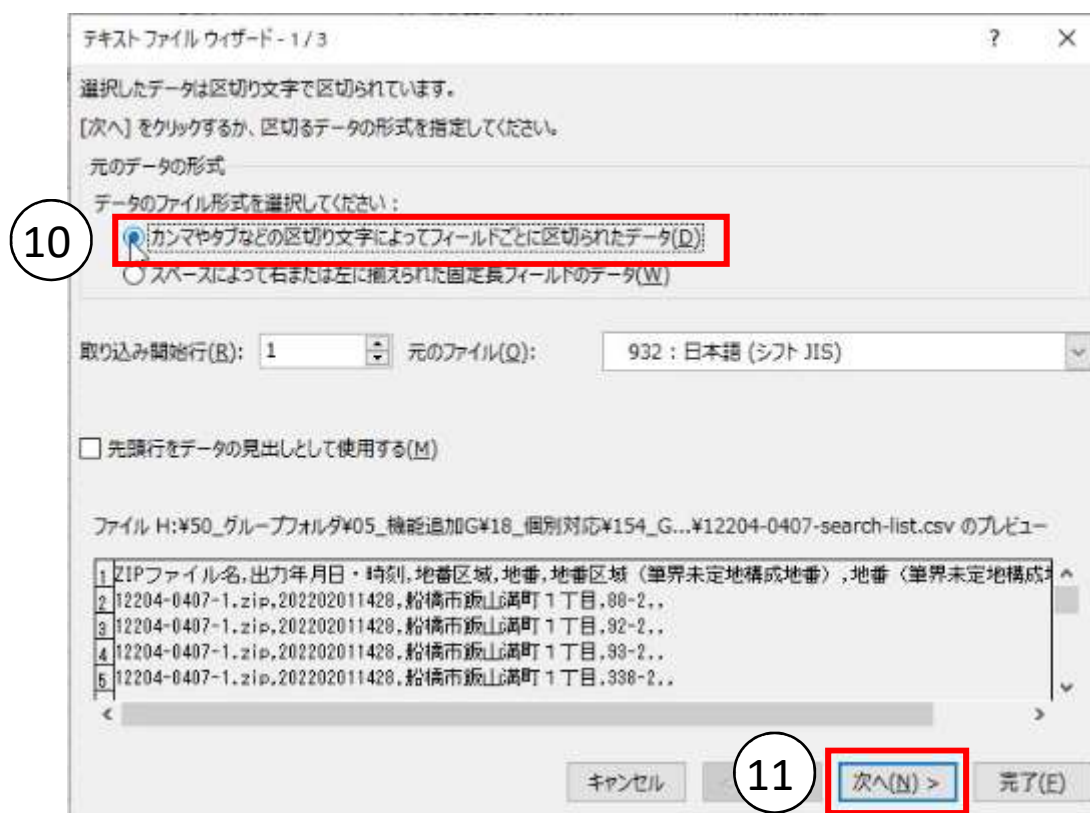 テキスト ファイル ウィザード - 1 / 3 ? ×
選択したデータは区切り文字で区切られています。
[次へ] をクリックするか、区切るデータの形式を指定してください。
元のデータの形式
データのファイル形式を選択してください：
10 カンマやタブなどの区切り文字によってフィールドごとに区切られたデータ(D)
スペースによって右または左に揃えられた固定長フィールドのデータ(W)
取り込み開始行(R): 1 元のファイル(O): 932 : 日本語 (シフト JIS)
先頭行をデータの見出しとして使用する(M)
ファイル H:¥50_グループフォルダ¥05_機能追加G¥18_個別対応¥154_G...¥12204-0407-search-list.csv のプレビュー
1 ZIPファイル名,出力年月日・時刻,地番区域,地番,地番区域（筆界未定地構成地番）,地番（筆界未定地構成
2 12204-0407-1.zip,202202011428,船橋市飯山満町１丁目,88-2,,
3 12204-0407-1.zip,202202011428,船橋市飯山満町１丁目,92-2,,
4 12204-0407-1.zip,202202011428,船橋市飯山満町１丁目,93-2,,
5 12204-0407-1.zip,202202011428,船橋市飯山満町１丁目,338-2,,
キャンセル 11 次へ(N) > 完了(F)